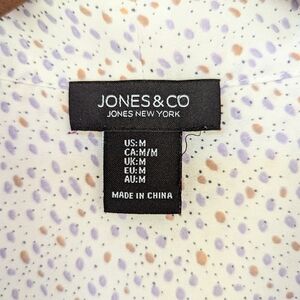 JONES & CO
JONES NEW YORK
US:M
CA:M/M
UK:M
EU:M
AU:M
MADE IN CHINA